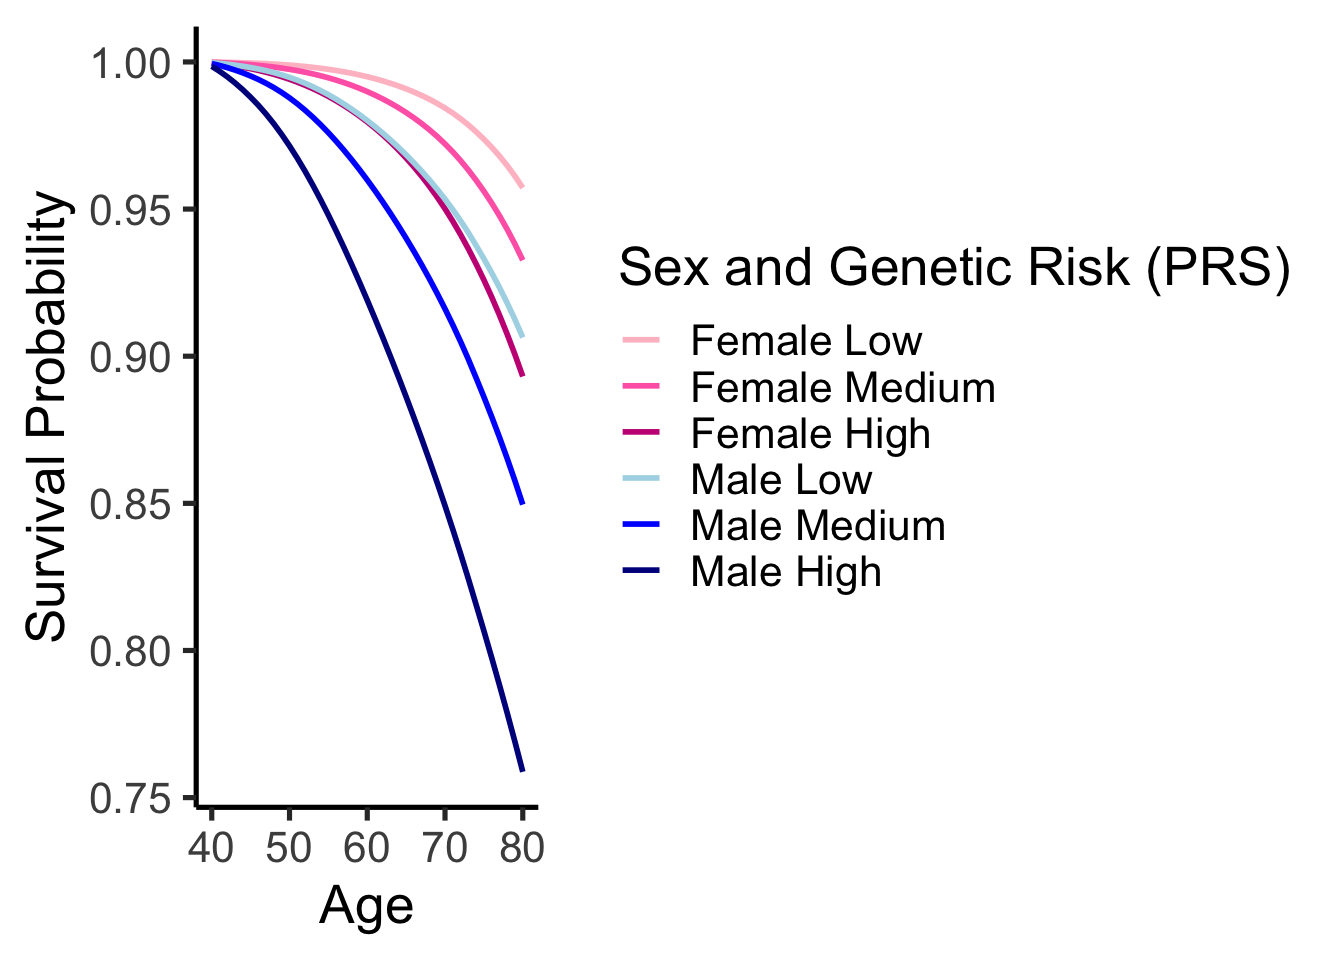 Survival Probability
1.00
0.95
0.90
0.85
0.80
0.75
40 50 60 70 80
Age
Sex and Genetic Risk (PRS)
Female Low
Female Medium
Female High
Male Low
Male Medium
Male High